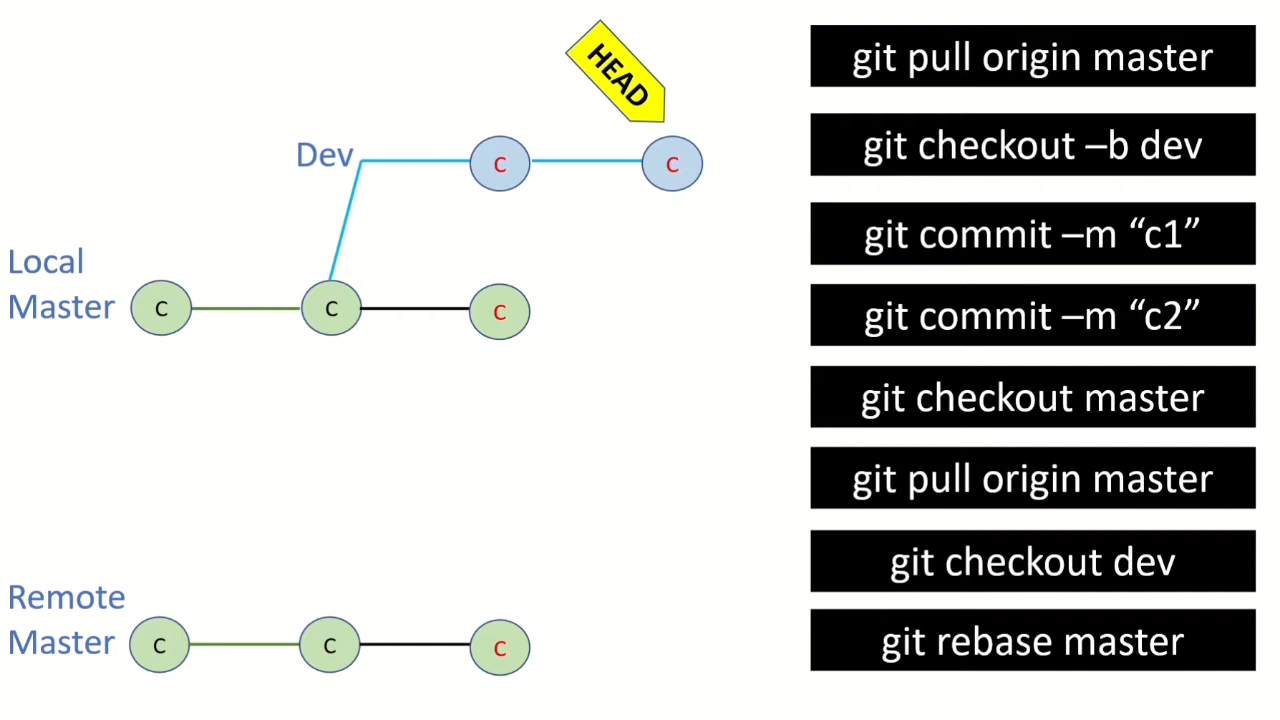 HEAD
Dev
C
C
Local
Master
C
C
C
Remote
Master
C
C
C
git pull origin master
git checkout –b dev
git commit –m “c1”
git commit –m “c2”
git checkout master
git pull origin master
git checkout dev
git rebase master